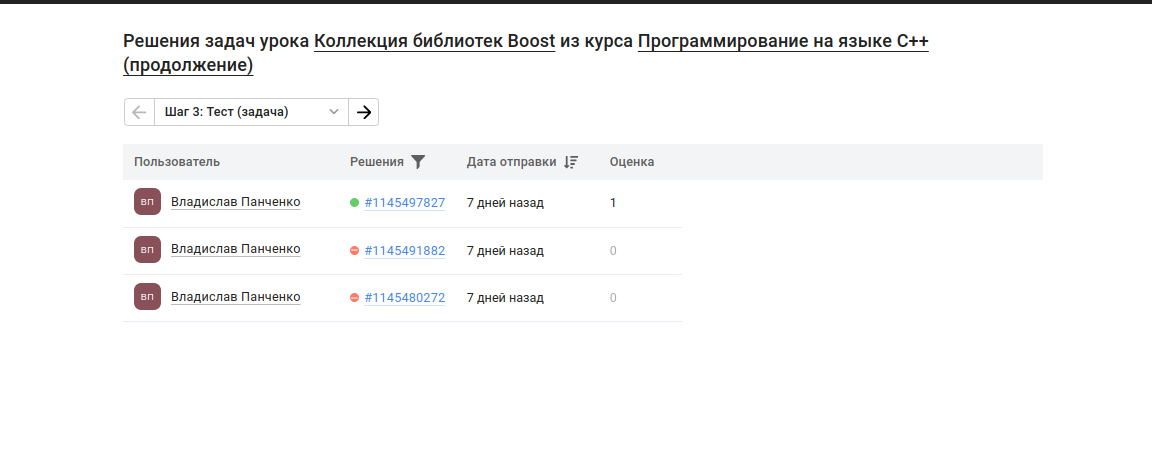 Решения задач урока Коллекция библиотек Boost из курса Программирование на языке C++
(продолжение)
Шаг 3: Тест (задача)
Пользователь Решения Дата отправки Оценка
ВП Владислав Панченко #1145497827 7 дней назад 1
ВП Владислав Панченко #1145491882 7 дней назад 0
ВП Владислав Панченко #1145480272 7 дней назад 0